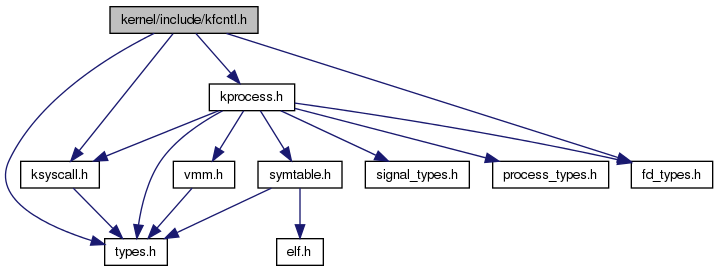 kernel/include/kfcntl.h
kprocess.h
ksyscall.h
vmm.h
symtable.h
signal_types.h
process_types.h
fd_types.h
types.h
elf.h